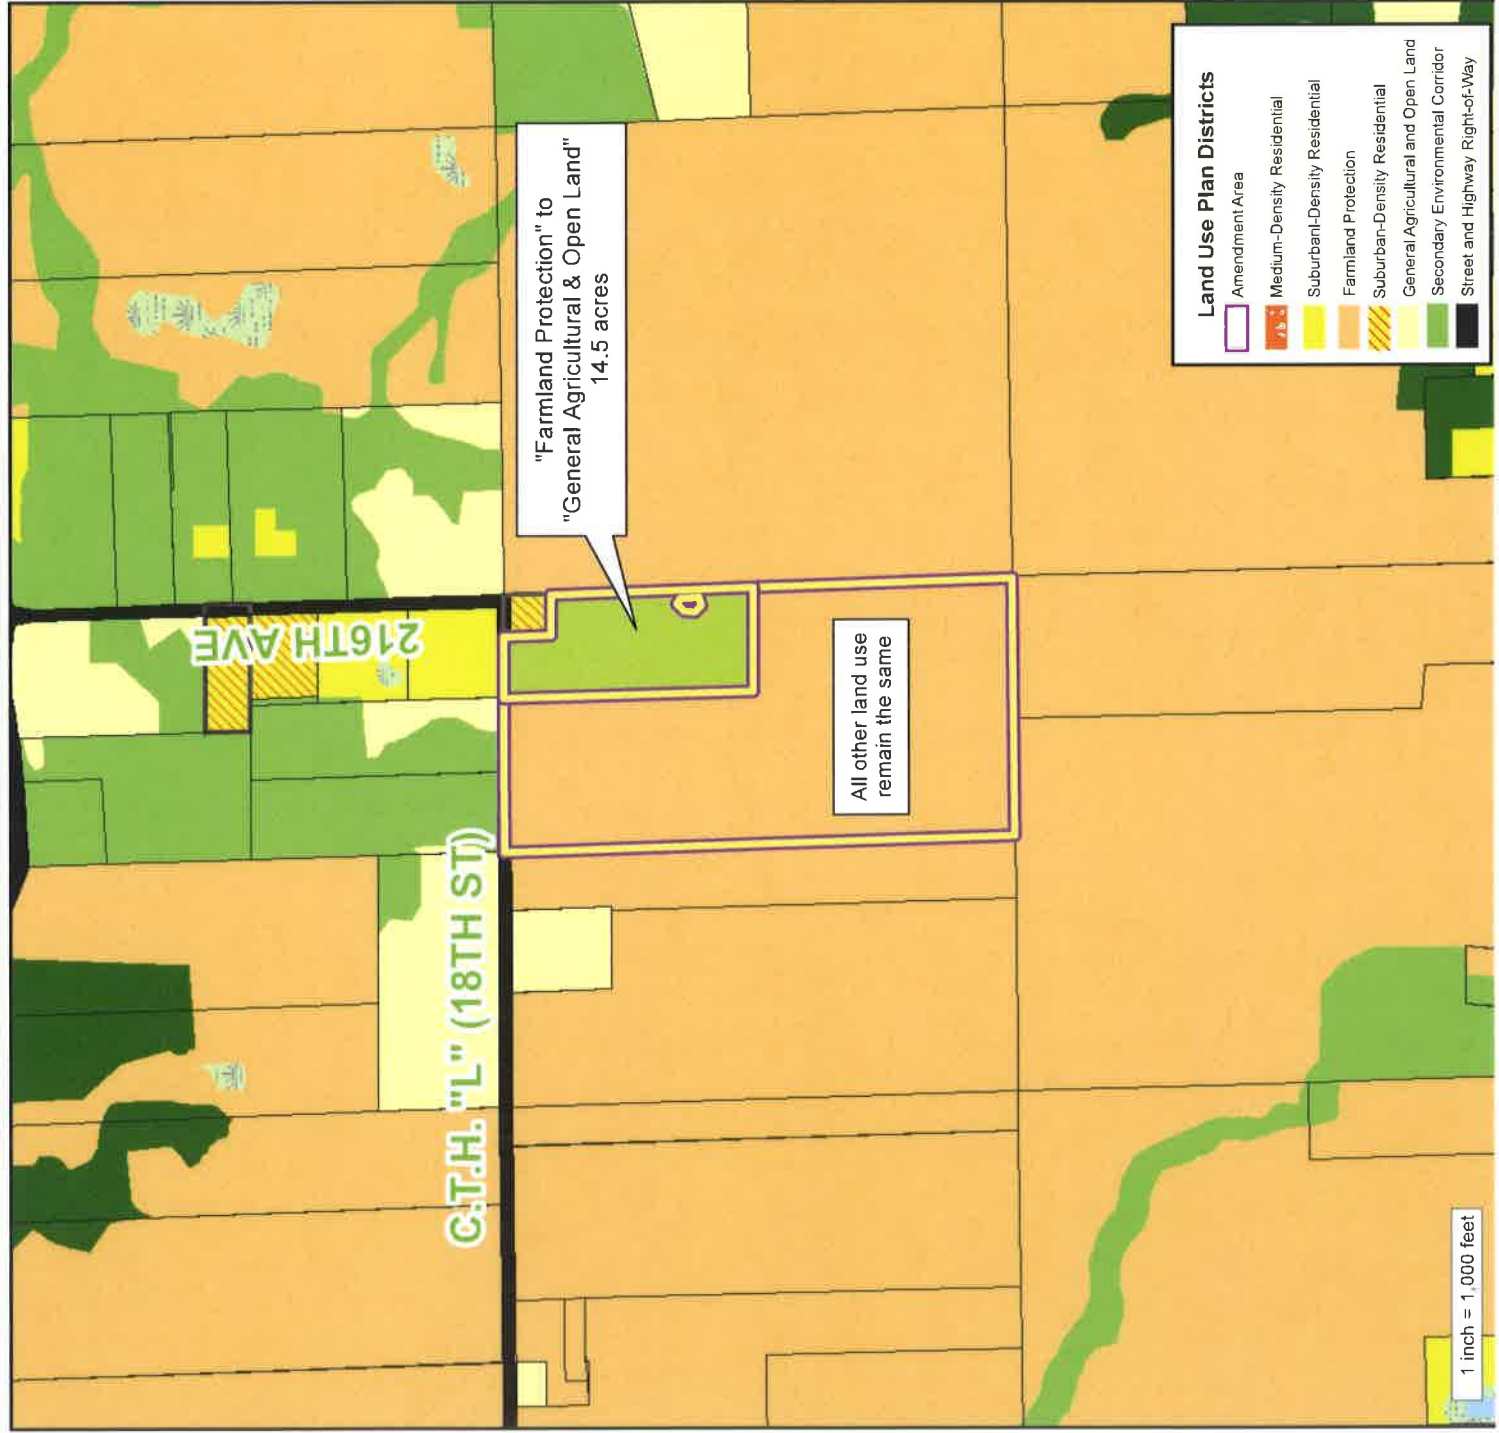 216TH AVE
C.T.H. "L" (18TH ST)
"Farmland Protection" to
"General Agricultural & Open Land"
14.5 acres
All other land use
remain the same
Land Use Plan Districts
Amendment Area
Medium-Density Residential
Suburbanl-Density Residential
Farmland Protection
Suburban-Density Residential
General Agricultural and Open Land
Secondary Environmental Corridor
Street and Highway Right-of-Way
1 inch = 1,000 feet